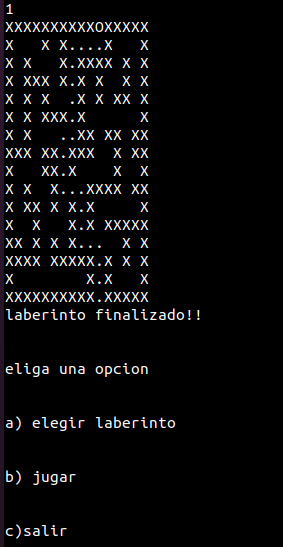 1
XXXXXXXXXXOXXXXX
X   X X....X   X
X X   X.XXXX X X
X XXX X.X X  X X
X X X  .X X XX X
X X XXX.X      X
X X   ..XX XX XX
XXX XX.XXX  X XX
X   XX.X    X  X
X X  X...XXXX XX
X XX X X.X     X
X  X   X.X XXXXX
XX X X X...  X X
XXXX XXXXX.X X X
X        X.X   X
XXXXXXXXXX.XXXXX
laberinto finalizado!!
eliga una opcion
a) elegir laberinto
b) jugar
c)salir